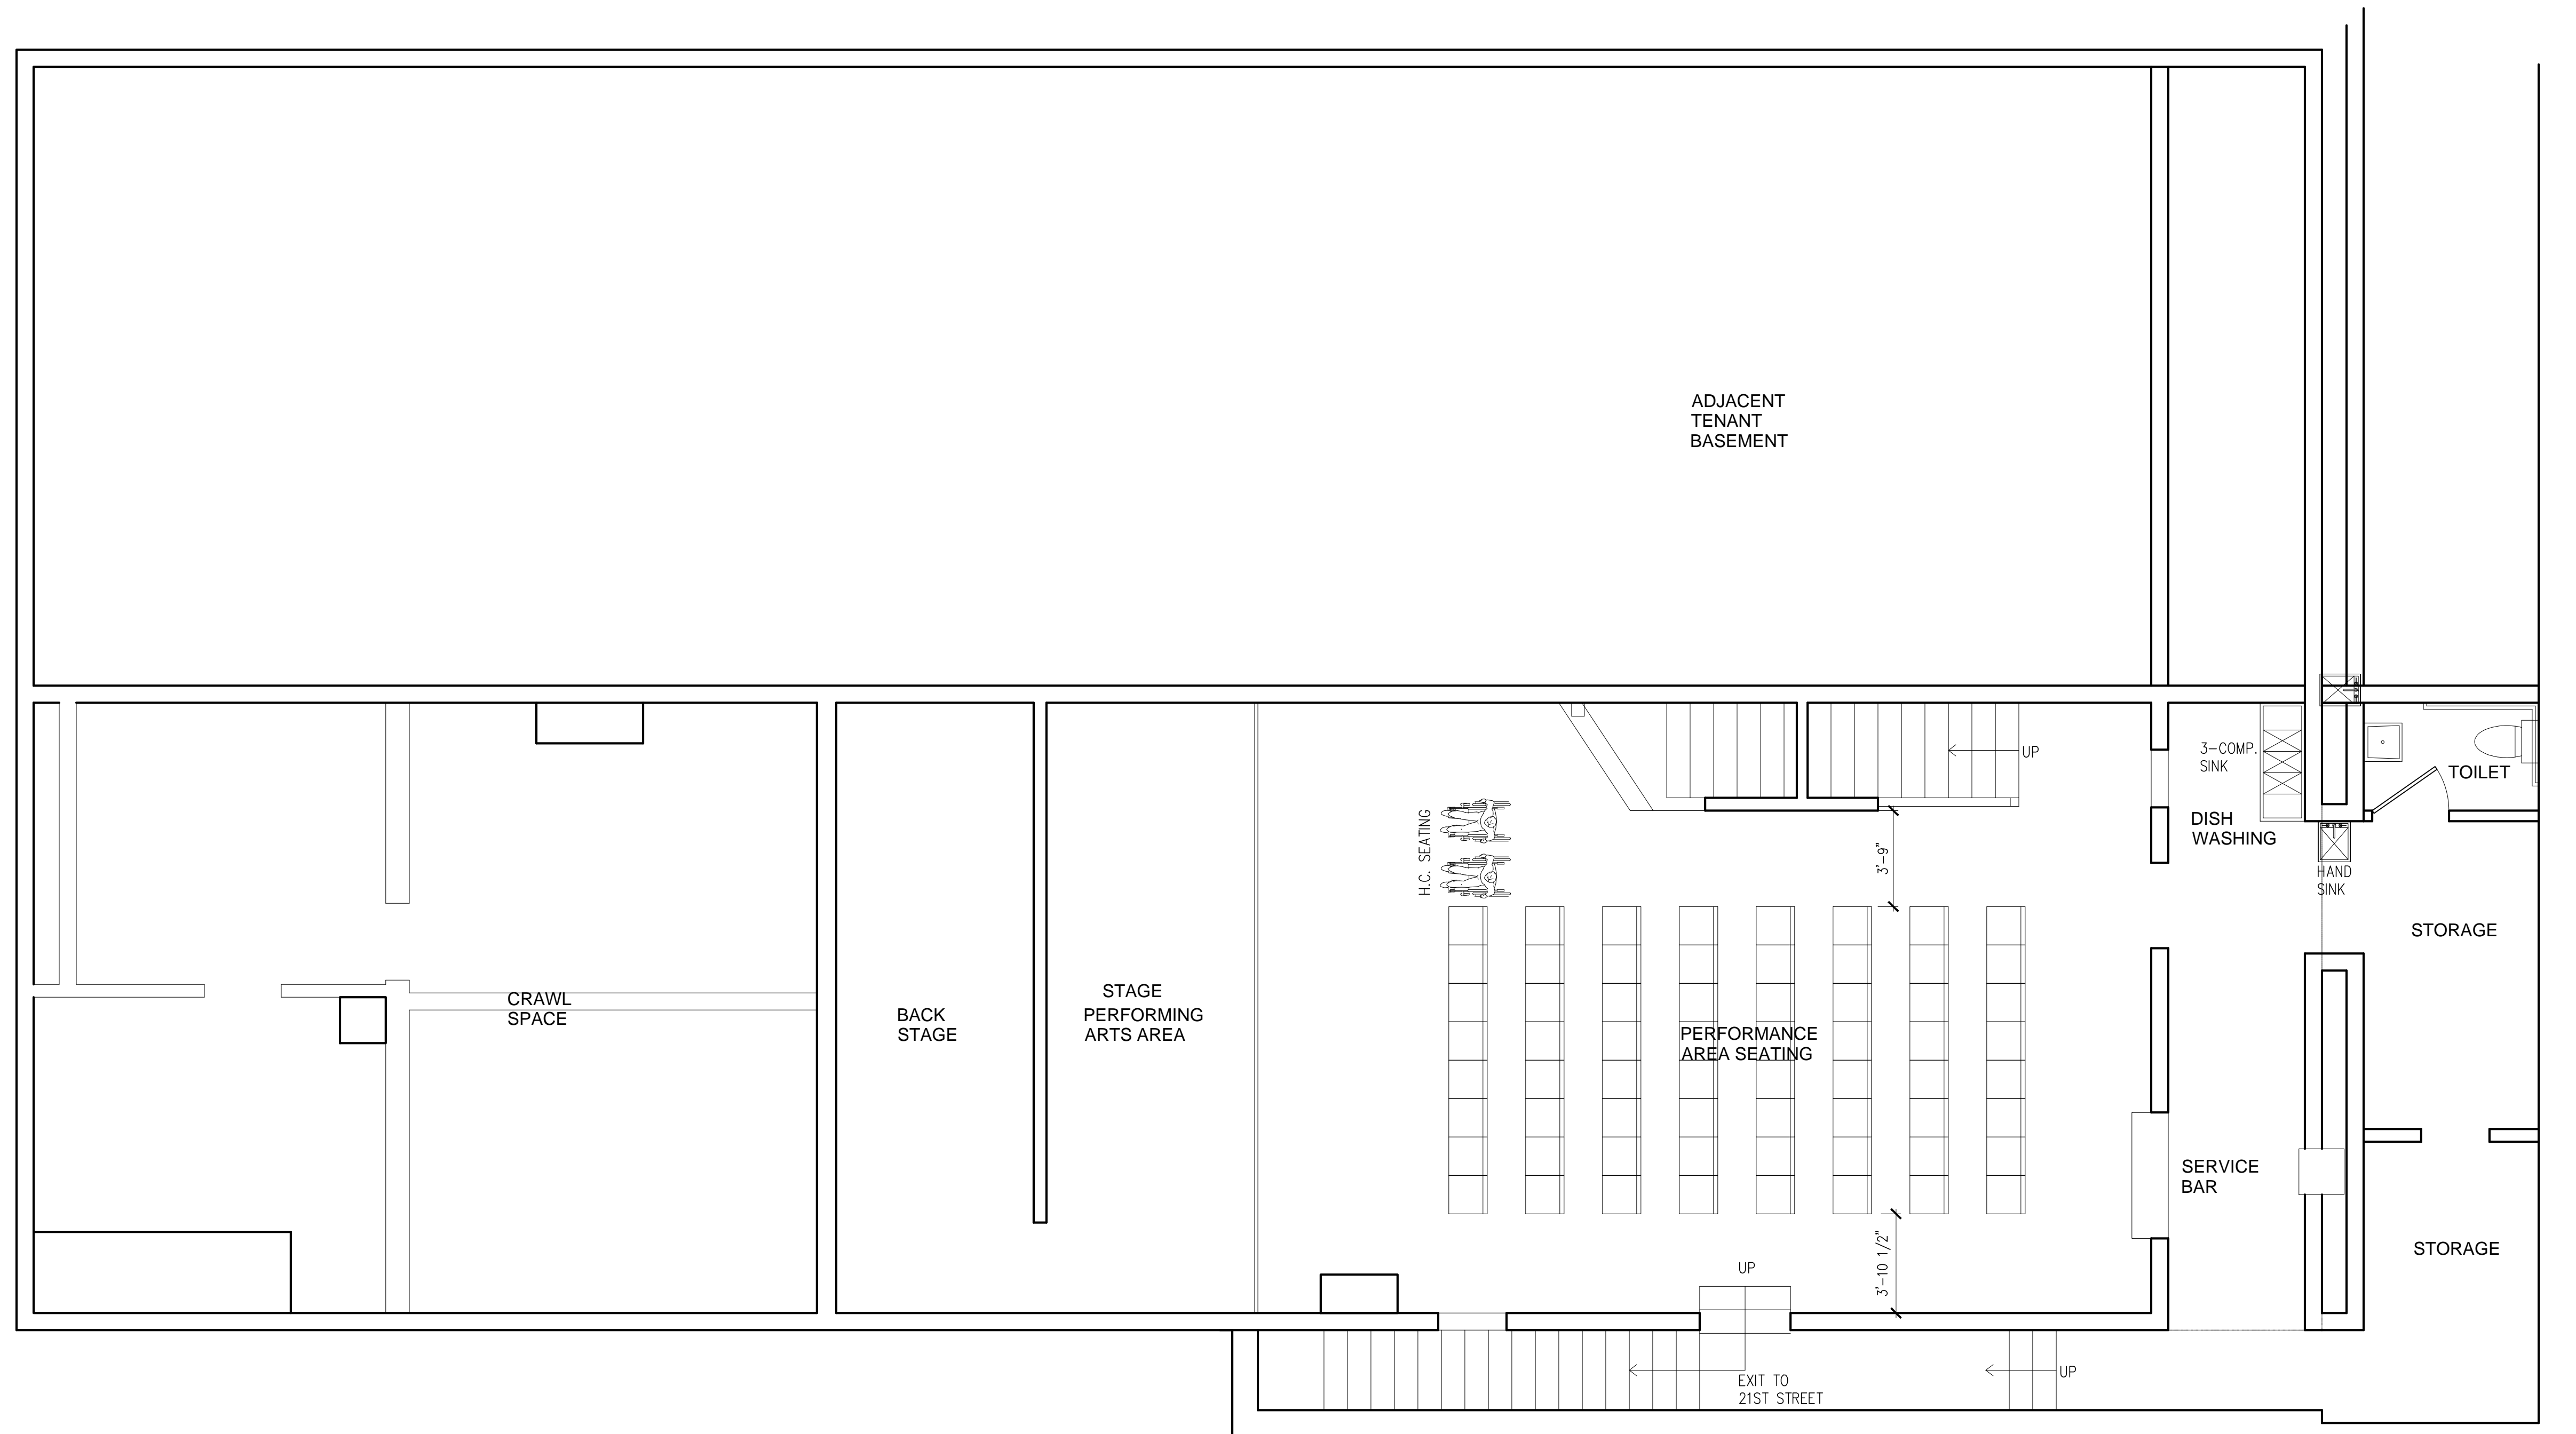 ADJACENT
TENANT
BASEMENT
UP
3-COMP.
SINK
TOILET
DISH
WASHING
H.C. SEATING
3'-9"
HAND
SINK
STORAGE
CRAWL
SPACE
BACK
STAGE
STAGE
PERFORMING
ARTS AREA
PERFORMANCE
AREA SEATING
SERVICE
BAR
STORAGE
3'-10 1/2"
UP
EXIT TO
21ST STREET
UP